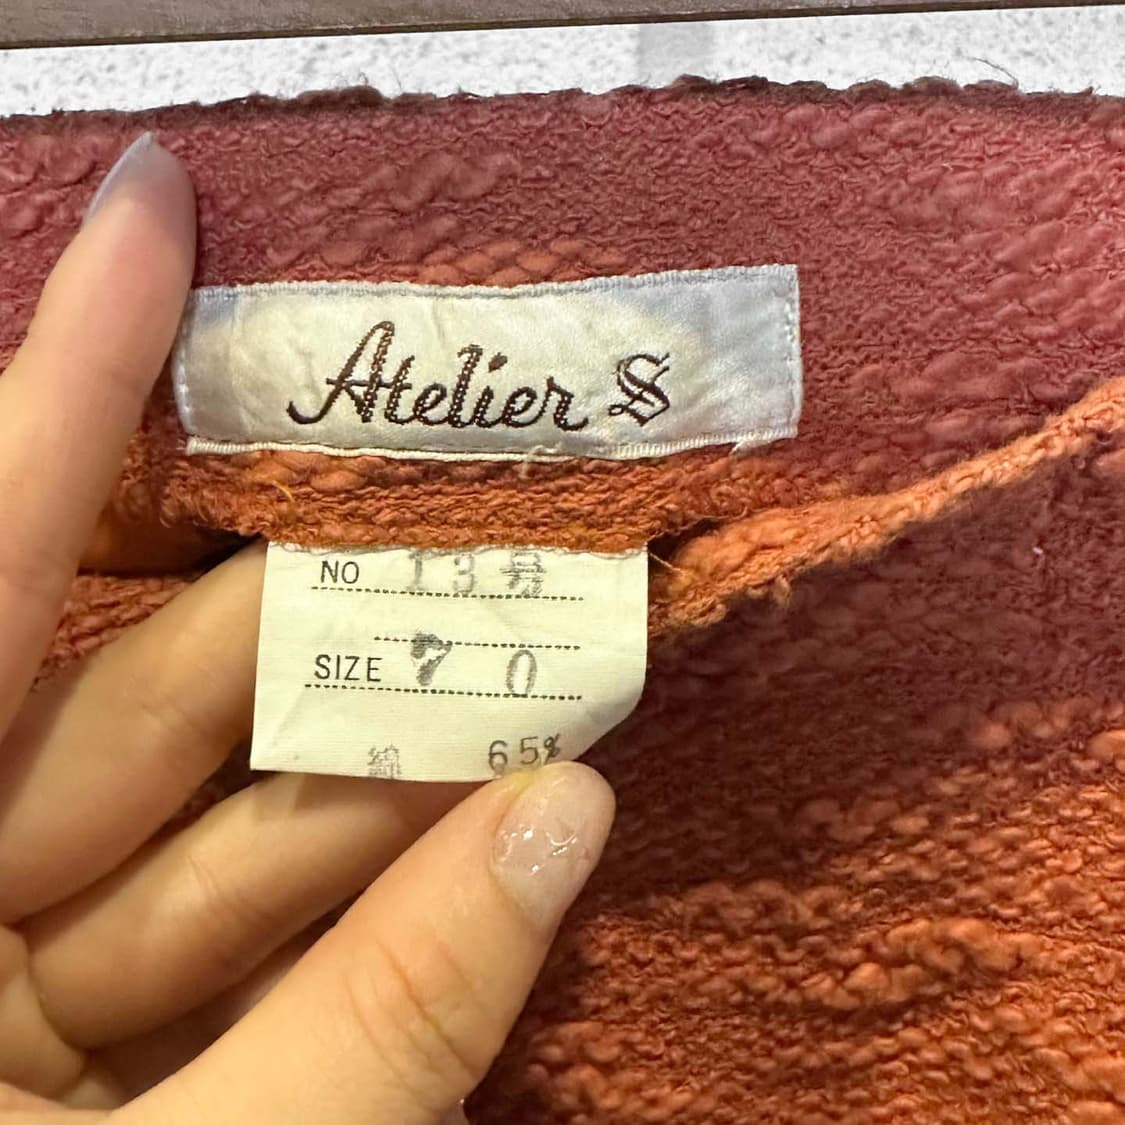 Atelier S
NO 13号
SIZE 70
綿 65%